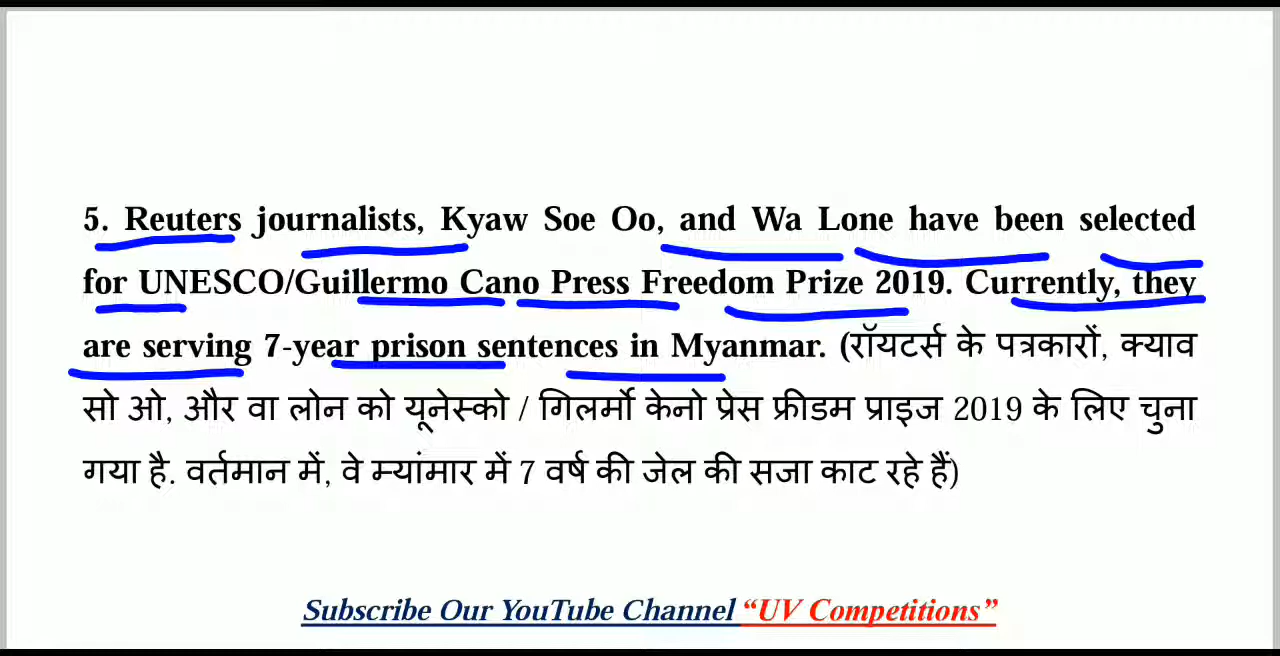 5. Reuters journalists, Kyaw Soe Oo, and Wa Lone have been selected
for UNESCO/Guillermo Cano Press Freedom Prize 2019. Currently, they
are serving 7-year prison sentences in Myanmar. (रॉयटर्स के पत्रकारों, क्याव
सो ओ, और वा लोन को यूनेस्को / गिलर्मो केनो प्रेस फ्रीडम प्राइज 2019 के लिए चुना
गया है. वर्तमान में, वे म्यांमार में 7 वर्ष की जेल की सजा काट रहे हैं)
Subscribe Our YouTube Channel “UV Competitions”